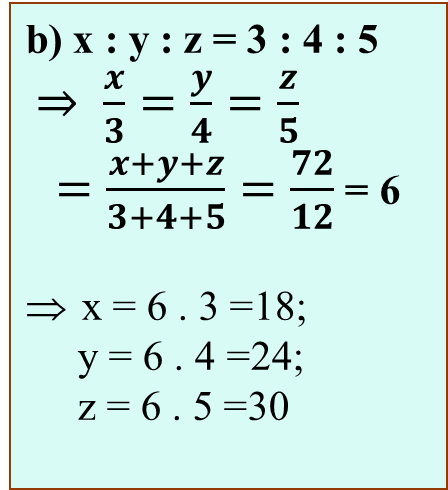 b) x : y : z = 3 : 4 : 5
⇒ x/3 = y/4 = z/5
= (x+y+z)/(3+4+5) = 72/12 = 6
⇒ x = 6 . 3 =18;
y = 6 . 4 =24;
z = 6 . 5 =30